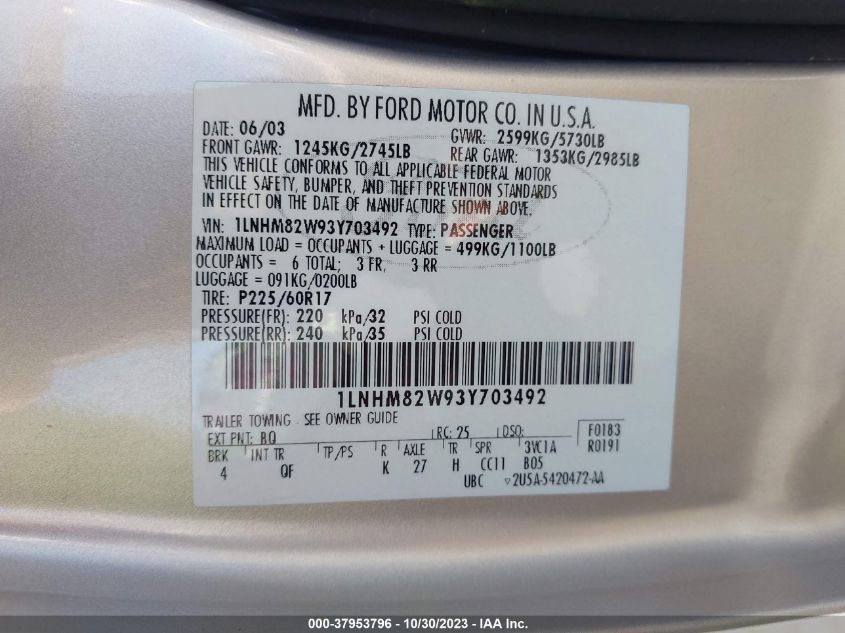 MFD. BY FORD MOTOR CO. IN U.S.A.
DATE: 06/03 GVWR: 2599KG/5730LB
FRONT GAWR: 1245KG/2745LB REAR GAWR: 1353KG/2985LB
THIS VEHICLE CONFORMS TO ALL APPLICABLE FEDERAL MOTOR
VEHICLE SAFETY, BUMPER, AND THEFT PREVENTION STANDARDS
IN EFFECT ON THE DATE OF MANUFACTURE SHOWN ABOVE.
VIN: 1LNHM82W93Y703492 TYPE: PASSENGER
MAXIMUM LOAD = OCCUPANTS + LUGGAGE = 499KG/1100LB
OCCUPANTS = 6 TOTAL; 3 FR, 3 RR
LUGGAGE = 091KG/0200LB
TIRE: P225/60R17
PRESSURE(FR): 220 kPa/32 PSI COLD
PRESSURE(RR): 240 kPa/35 PSI COLD
1LNHM82W93Y703492
TRAILER TOWING - SEE OWNER GUIDE
EXT PNT: BQ RC: 25 DSO: F0183
BRK INT TR TP/PS R AXLE TR SPR 3VC1A R0191
4 QF K 27 H CC11 B05
UBC 2U5A-5420472-AA
000-37953796 - 10/30/2023 - IAA Inc.